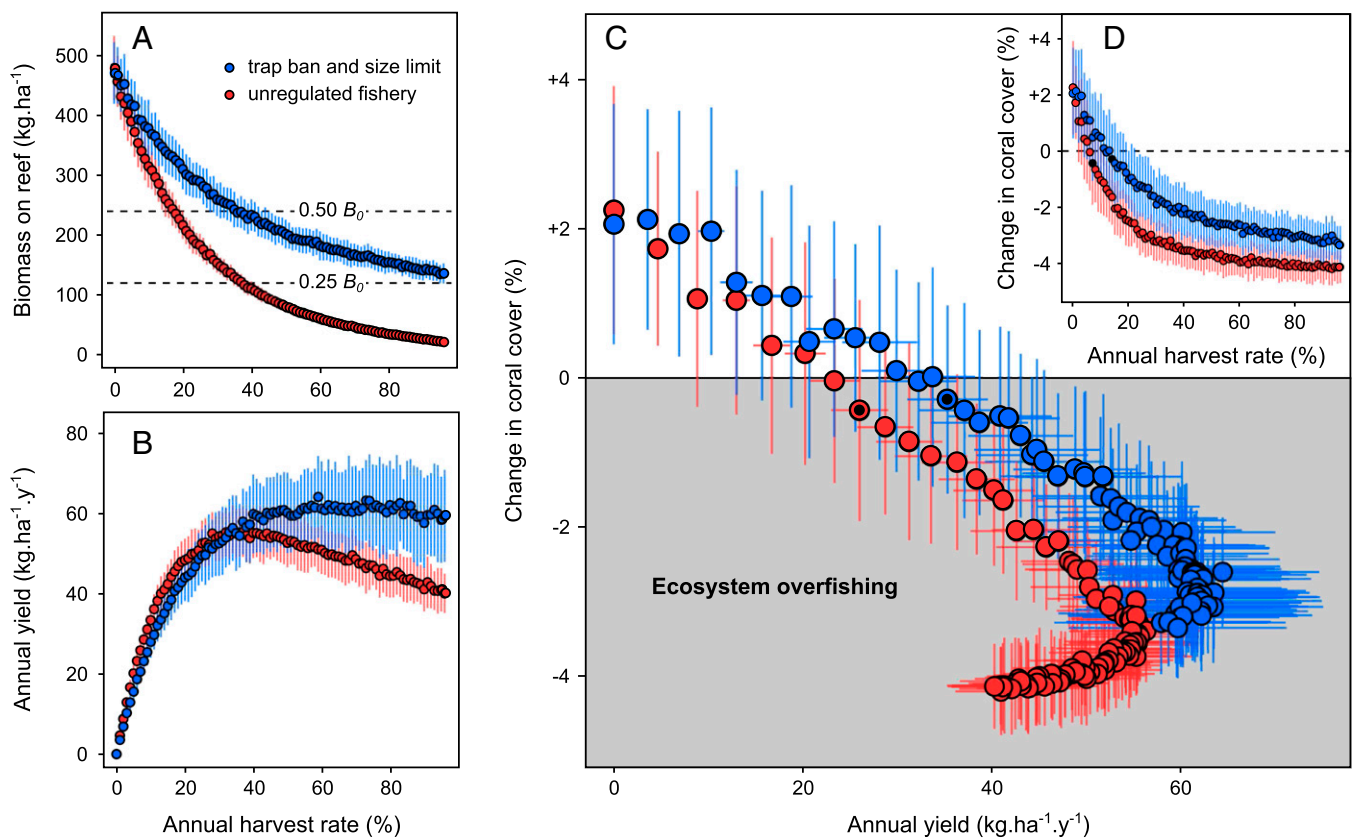 A
trap ban and size limit
unregulated fishery
Biomass on reef (kg.ha⁻¹)
500
400
300
200
100
0
0.50 B₀
0.25 B₀
0 20 40 60 80
B
Annual yield (kg.ha⁻¹.y⁻¹)
80
60
40
20
0
0 20 40 60 80
Annual harvest rate (%)
C
Change in coral cover (%)
+4
+2
0
-2
-4
Ecosystem overfishing
0 20 40 60
Annual yield (kg.ha⁻¹.y⁻¹)
D
Change in coral cover (%)
+4
+2
0
-2
-4
0 20 40 60 80
Annual harvest rate (%)